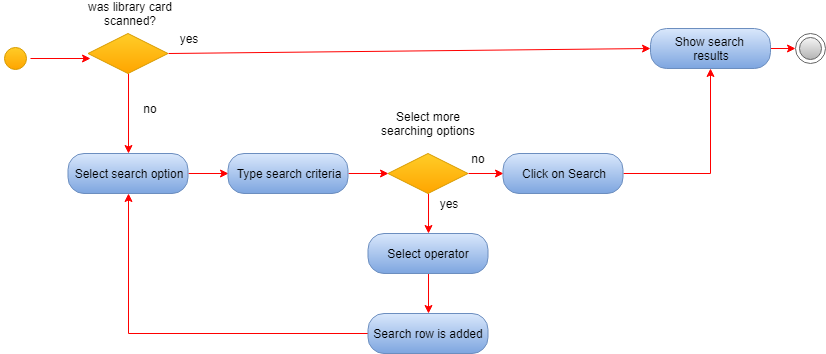 was library card
scanned?
yes
Show search
results
no
Select more
searching options
Select search option
Type search criteria
no
Click on Search
yes
Select operator
Search row is added